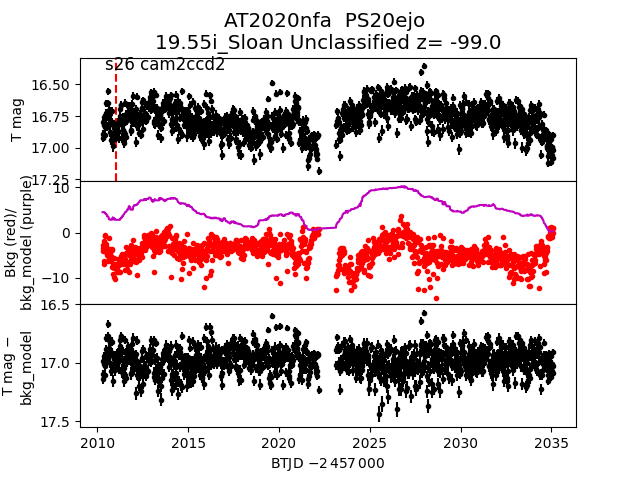 AT2020nfa PS20ejo
19.55i_Sloan Unclassified z= -99.0
s26 cam2ccd2
T mag
16.50
16.75
17.00
17.25
Bkg (red)/
bkg_model (purple)
10
0
−10
T mag −
bkg_model
16.5
17.0
17.5
2010 2015 2020 2025 2030 2035
BTJD −2 457 000